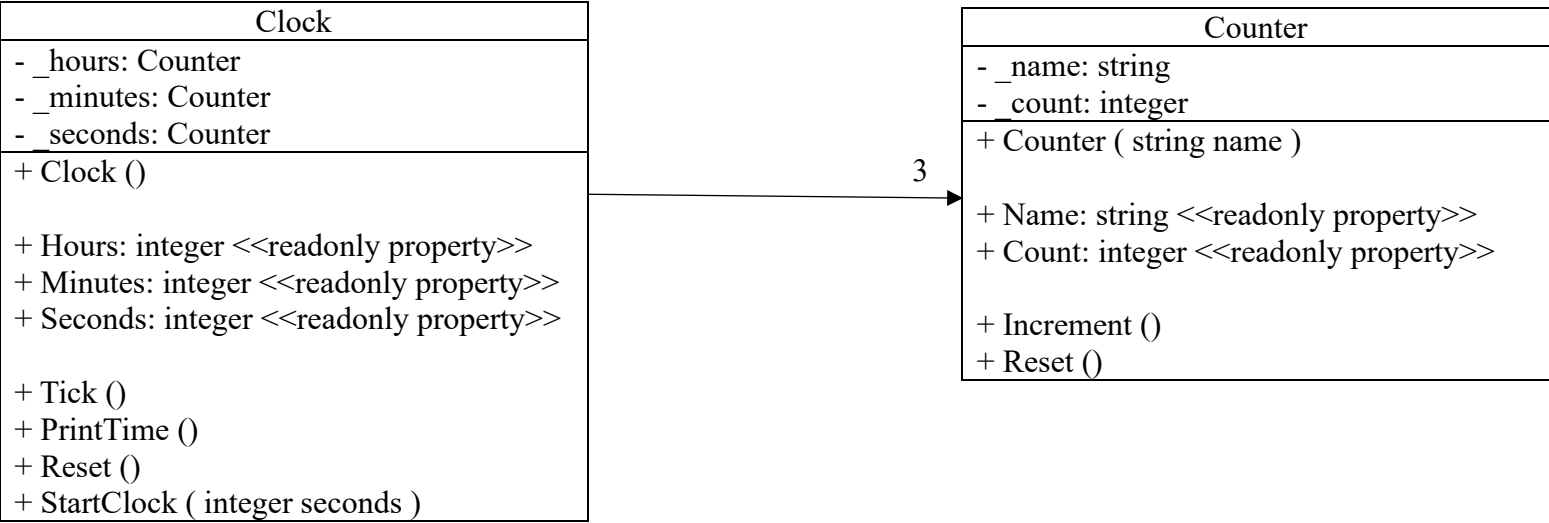 Clock
- _hours: Counter
- _minutes: Counter
- _seconds: Counter
+ Clock ()
+ Hours: integer <<readonly property>>
+ Minutes: integer <<readonly property>>
+ Seconds: integer <<readonly property>>
+ Tick ()
+ PrintTime ()
+ Reset ()
+ StartClock ( integer seconds )
3
Counter
- _name: string
- _count: integer
+ Counter ( string name )
+ Name: string <<readonly property>>
+ Count: integer <<readonly property>>
+ Increment ()
+ Reset ()